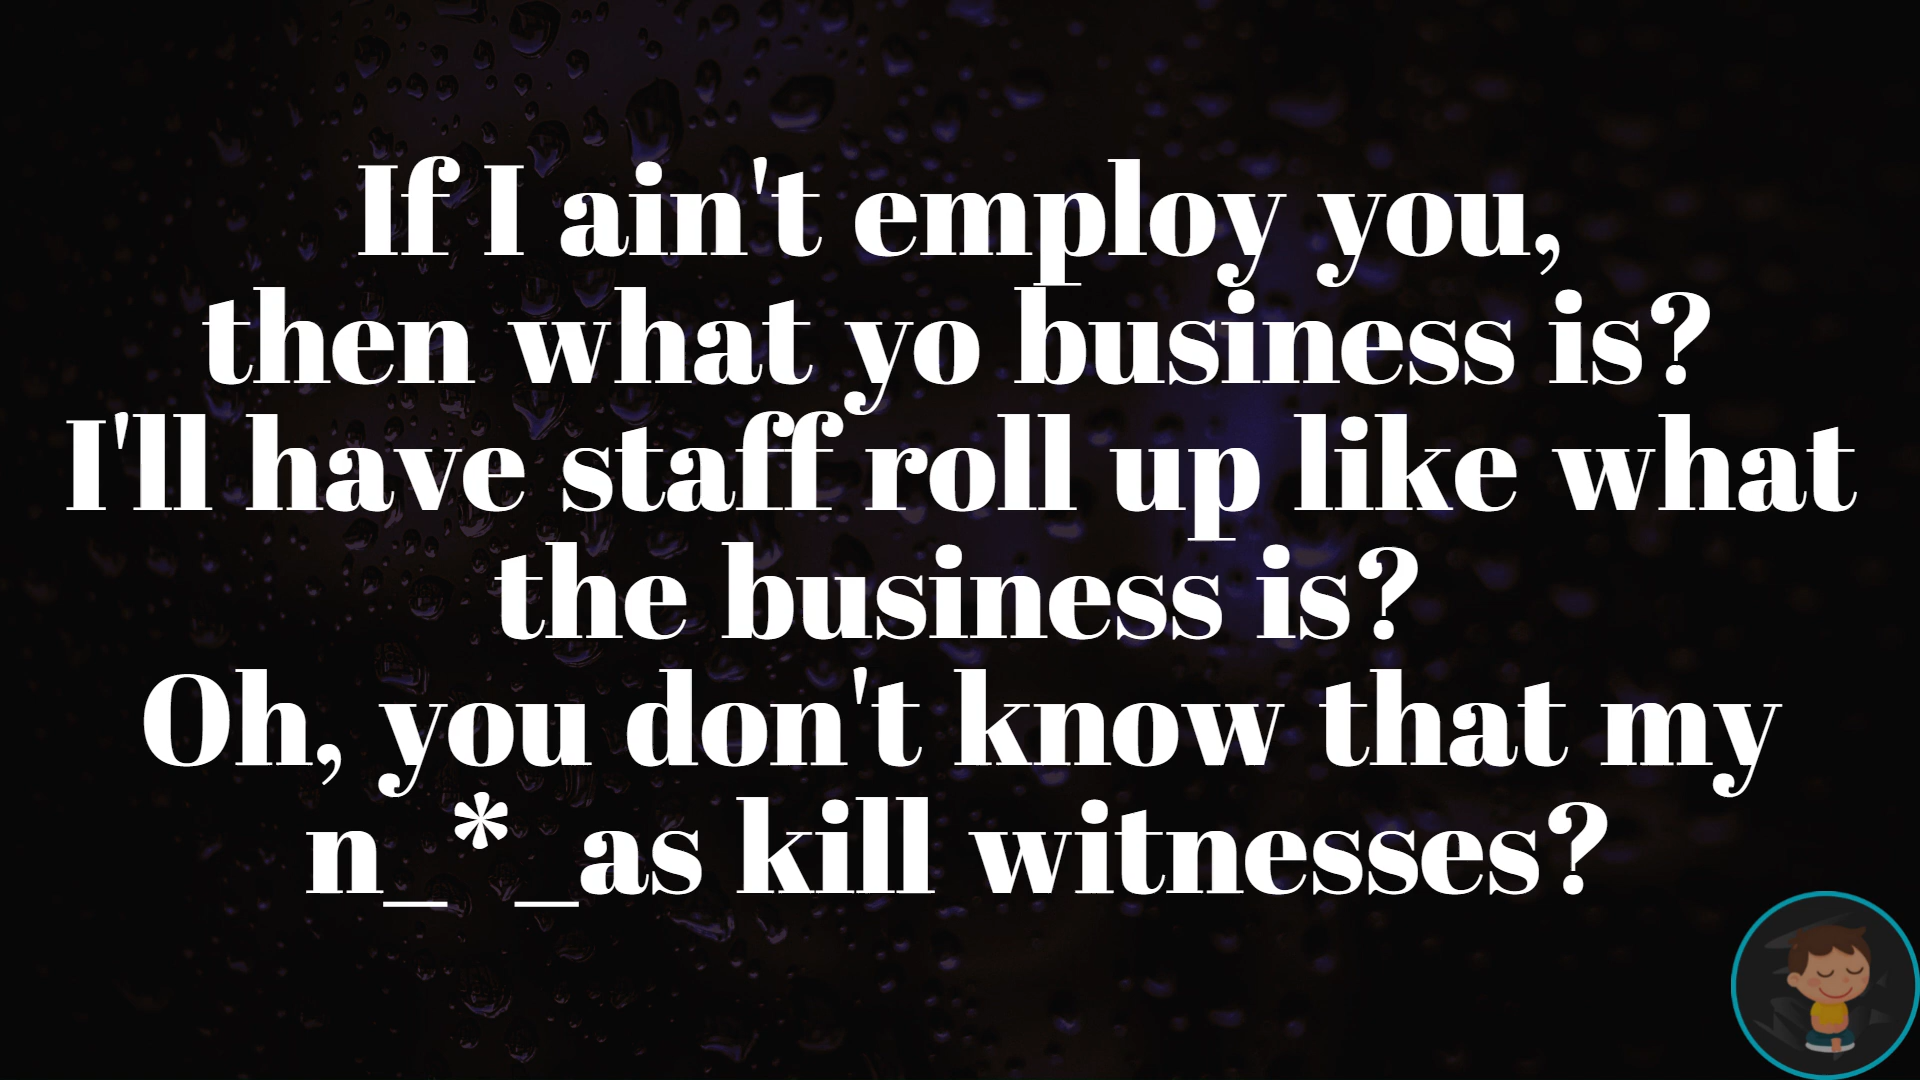 If I ain't employ you,
then what yo business is?
I'll have staff roll up like what
the business is?
Oh, you don't know that my
n_*_as kill witnesses?